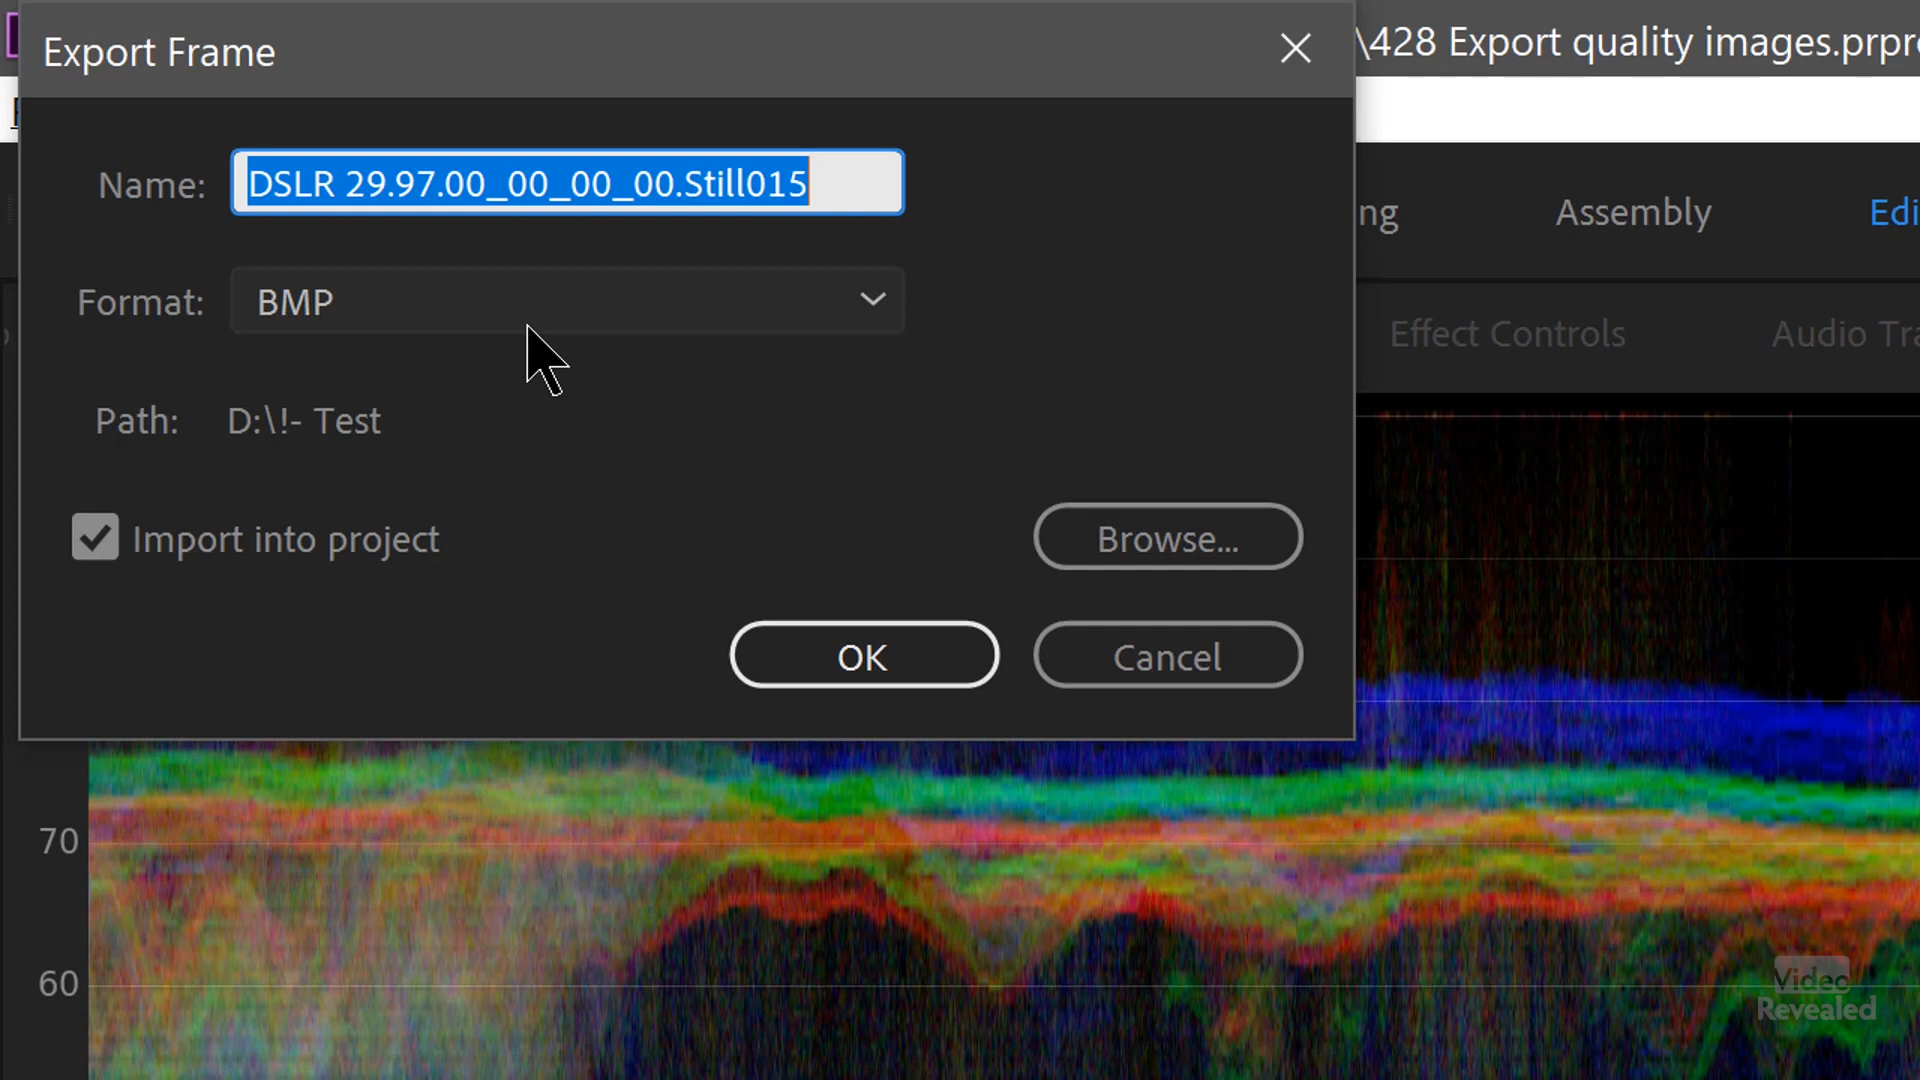 Export Frame
\428 Export quality images.prpr
Name: DSLR 29.97.00_00_00_00.Still015
ng Assembly Edi
Format: BMP
Effect Controls Audio Tra
Path: D:\!- Test
Import into project
Browse...
OK Cancel
70
60
Video
Revealed